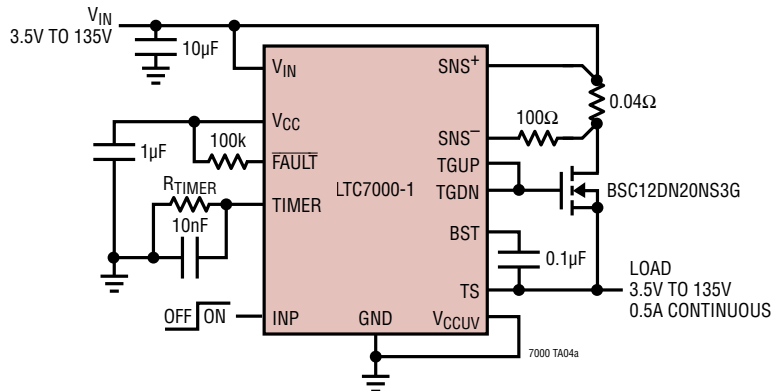 VIN
3.5V TO 135V
10µF
VIN
SNS+
0.04Ω
100Ω
VCC
SNS−
100k
1µF
FAULT
TGUP
LTC7000-1
TGDN
BSC12DN20NS3G
RTIMER
TIMER
10nF
BST
0.1µF
LOAD
3.5V TO 135V
0.5A CONTINUOUS
TS
OFF ON
INP
GND
VCCUV
7000 TA04a